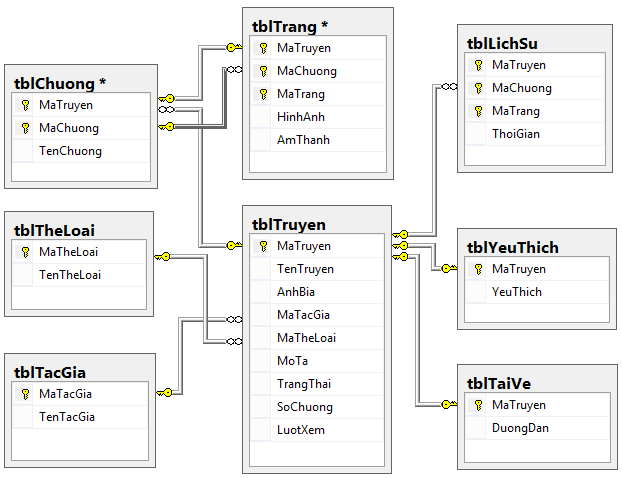 tblChuong *
MaTruyen
MaChuong
TenChuong
tblTrang *
MaTruyen
MaChuong
MaTrang
HinhAnh
AmThanh
tblLichSu
MaTruyen
MaChuong
MaTrang
ThoiGian
tblTheLoai
MaTheLoai
TenTheLoai
tblTruyen
MaTruyen
TenTruyen
AnhBia
MaTacGia
MaTheLoai
MoTa
TrangThai
SoChuong
LuotXem
tblYeuThich
MaTruyen
YeuThich
tblTacGia
MaTacGia
TenTacGia
tblTaiVe
MaTruyen
DuongDan